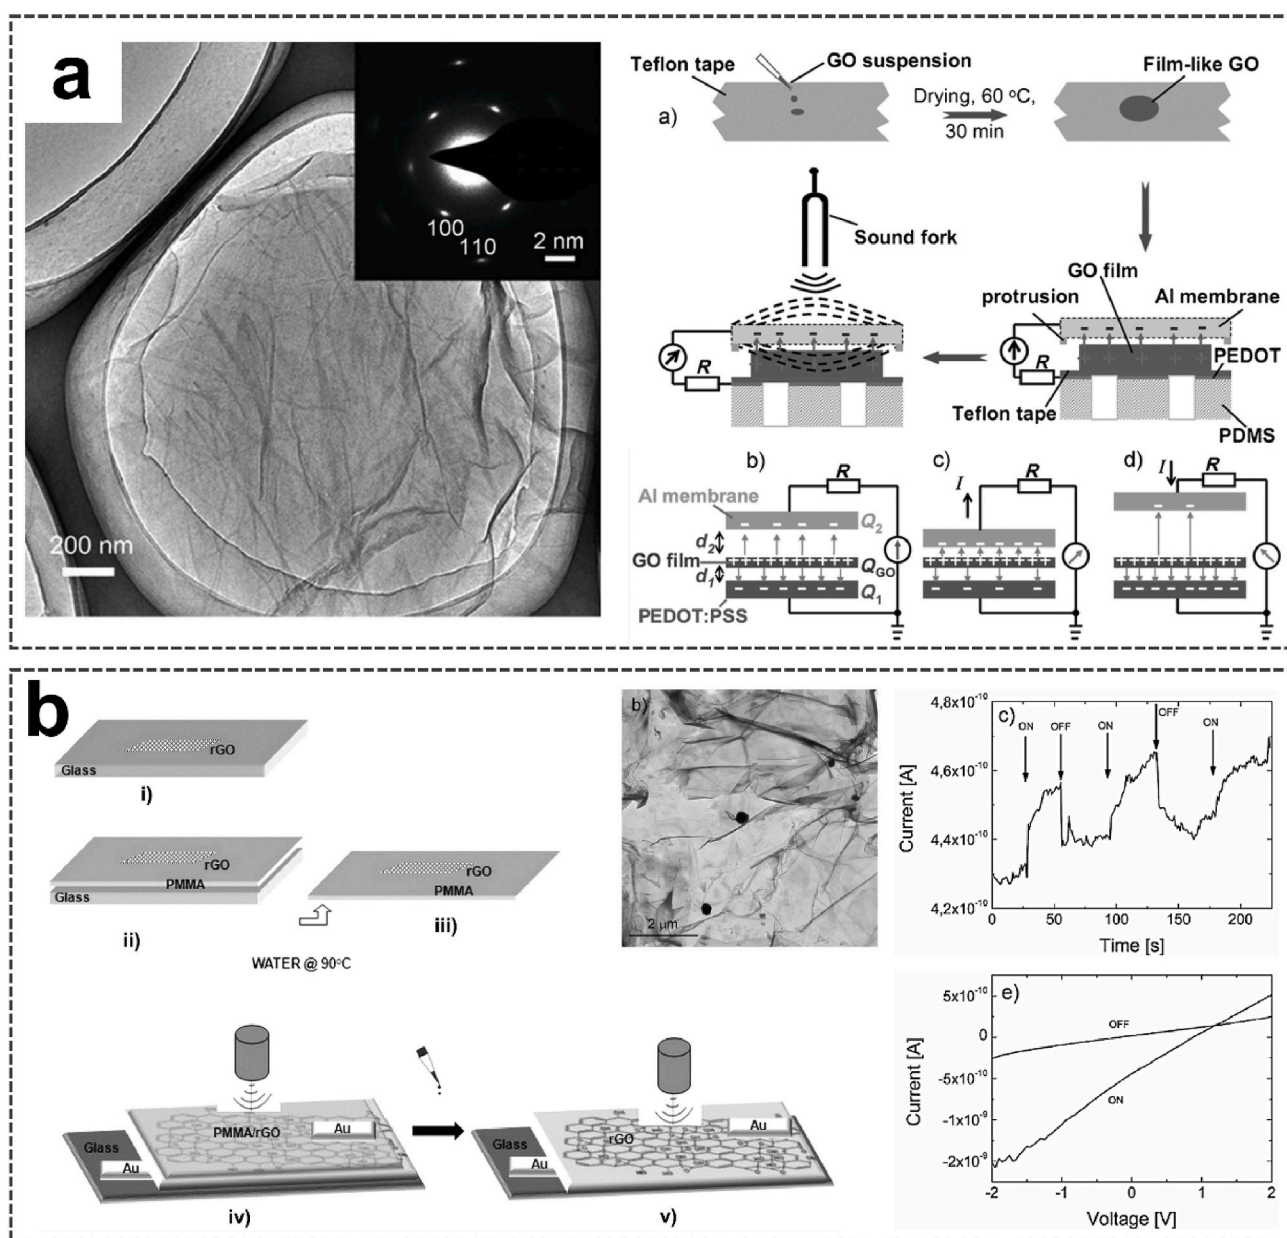 a
100
110
2 nm
200 nm
Teflon tape
GO suspension
Drying, 60 °C,
30 min
Film-like GO
a)
Sound fork
GO film
protrusion
Al membrane
R
R
PEDOT
Teflon tape
PDMS
b)
c)
d)
R
I
R
I
R
Al membrane
Q2
d2
GO film
QGO
d1
Q1
PEDOT:PSS
b
rGO
Glass
i)
rGO
PMMA
Glass
ii)
rGO
PMMA
iii)
WATER @ 90°C
PMMA/rGO
Au
Glass
Au
iv)
rGO
Au
Glass
Au
v)
b)
2 μm
c)
ON
OFF
ON
OFF
ON
4,8x10-10
4,6x10-10
4,4x10-10
4,2x10-10
0
50
100
150
200
Current [A]
Time [s]
e)
OFF
ON
5x10-10
0
-5x10-10
-1x10-9
-2x10-9
-2
-1
0
1
2
Current [A]
Voltage [V]